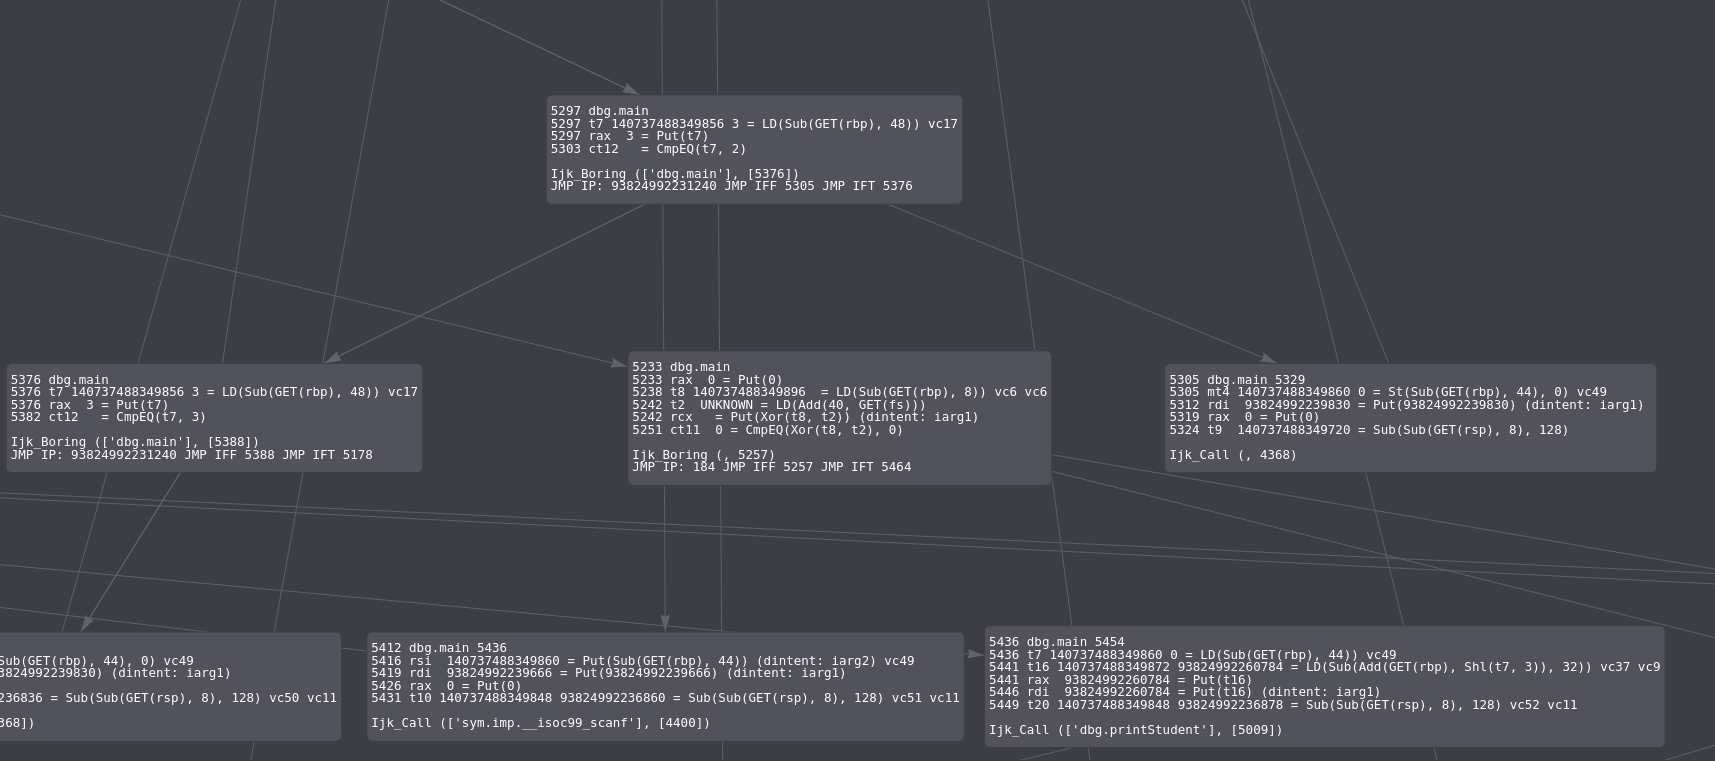 5297 dbg.main
5297 t7 140737488349856 3 = LD(Sub(GET(rbp), 48)) vc17
5297 rax  3 = Put(t7)
5303 ct12   = CmpEQ(t7, 2)
Ijk_Boring (['dbg.main'], [5376])
JMP IP: 93824992231240 JMP IFF 5305 JMP IFT 5376
5376 dbg.main
5376 t7 140737488349856 3 = LD(Sub(GET(rbp), 48)) vc17
5376 rax  3 = Put(t7)
5382 ct12   = CmpEQ(t7, 3)
Ijk_Boring (['dbg.main'], [5388])
JMP IP: 93824992231240 JMP IFF 5388 JMP IFT 5178
5233 dbg.main
5233 rax  0 = Put(0)
5238 t8 140737488349896  = LD(Sub(GET(rbp), 8)) vc6 vc6
5242 t2  UNKNOWN = LD(Add(40, GET(fs)))
5242 rcx   = Put(Xor(t8, t2)) (dintent: iarg1)
5251 ct11  0 = CmpEQ(Xor(t8, t2), 0)
Ijk_Boring (, 5257)
JMP IP: 184 JMP IFF 5257 JMP IFT 5464
5305 dbg.main 5329
5305 mt4 140737488349860 0 = St(Sub(GET(rbp), 44), 0) vc49
5312 rdi  93824992239830 = Put(93824992239830) (dintent: iarg1)
5319 rax  0 = Put(0)
5324 t9  140737488349720 = Sub(Sub(GET(rsp), 8), 128)
Ijk_Call (, 4368)
Sub(GET(rbp), 44), 0) vc49
3824992239830) (dintent: iarg1)
236836 = Sub(Sub(GET(rsp), 8), 128) vc50 vc11
368])
5412 dbg.main 5436
5416 rsi  140737488349860 = Put(Sub(GET(rbp), 44)) (dintent: iarg2) vc49
5419 rdi  93824992239666 = Put(93824992239666) (dintent: iarg1)
5426 rax  0 = Put(0)
5431 t10 140737488349848 93824992236860 = Sub(Sub(GET(rsp), 8), 128) vc51 vc11
Ijk_Call (['sym.imp.__isoc99_scanf'], [4400])
5436 dbg.main 5454
5436 t7 140737488349860 0 = LD(Sub(GET(rbp), 44)) vc49
5441 t16 140737488349872 93824992260784 = LD(Sub(Add(GET(rbp), Shl(t7, 3)), 32)) vc37 vc9
5441 rax  93824992260784 = Put(t16)
5446 rdi  93824992260784 = Put(t16) (dintent: iarg1)
5449 t20 140737488349848 93824992236878 = Sub(Sub(GET(rsp), 8), 128) vc52 vc11
Ijk_Call (['dbg.printStudent'], [5009])